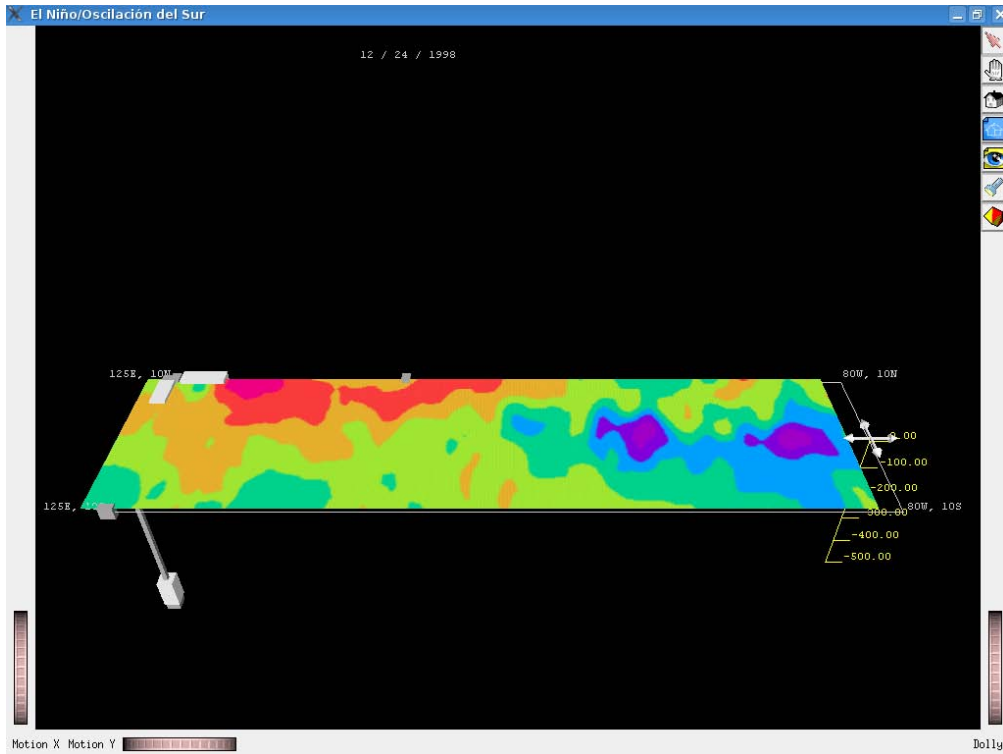 El Niño/Oscilación del Sur
12 / 24 / 1998
125E, 10N
80W, 10N
0.00
-100.00
-200.00
125E, 10S
-300.00
80W, 10S
-400.00
-500.00
Motion X Motion Y
Dolly